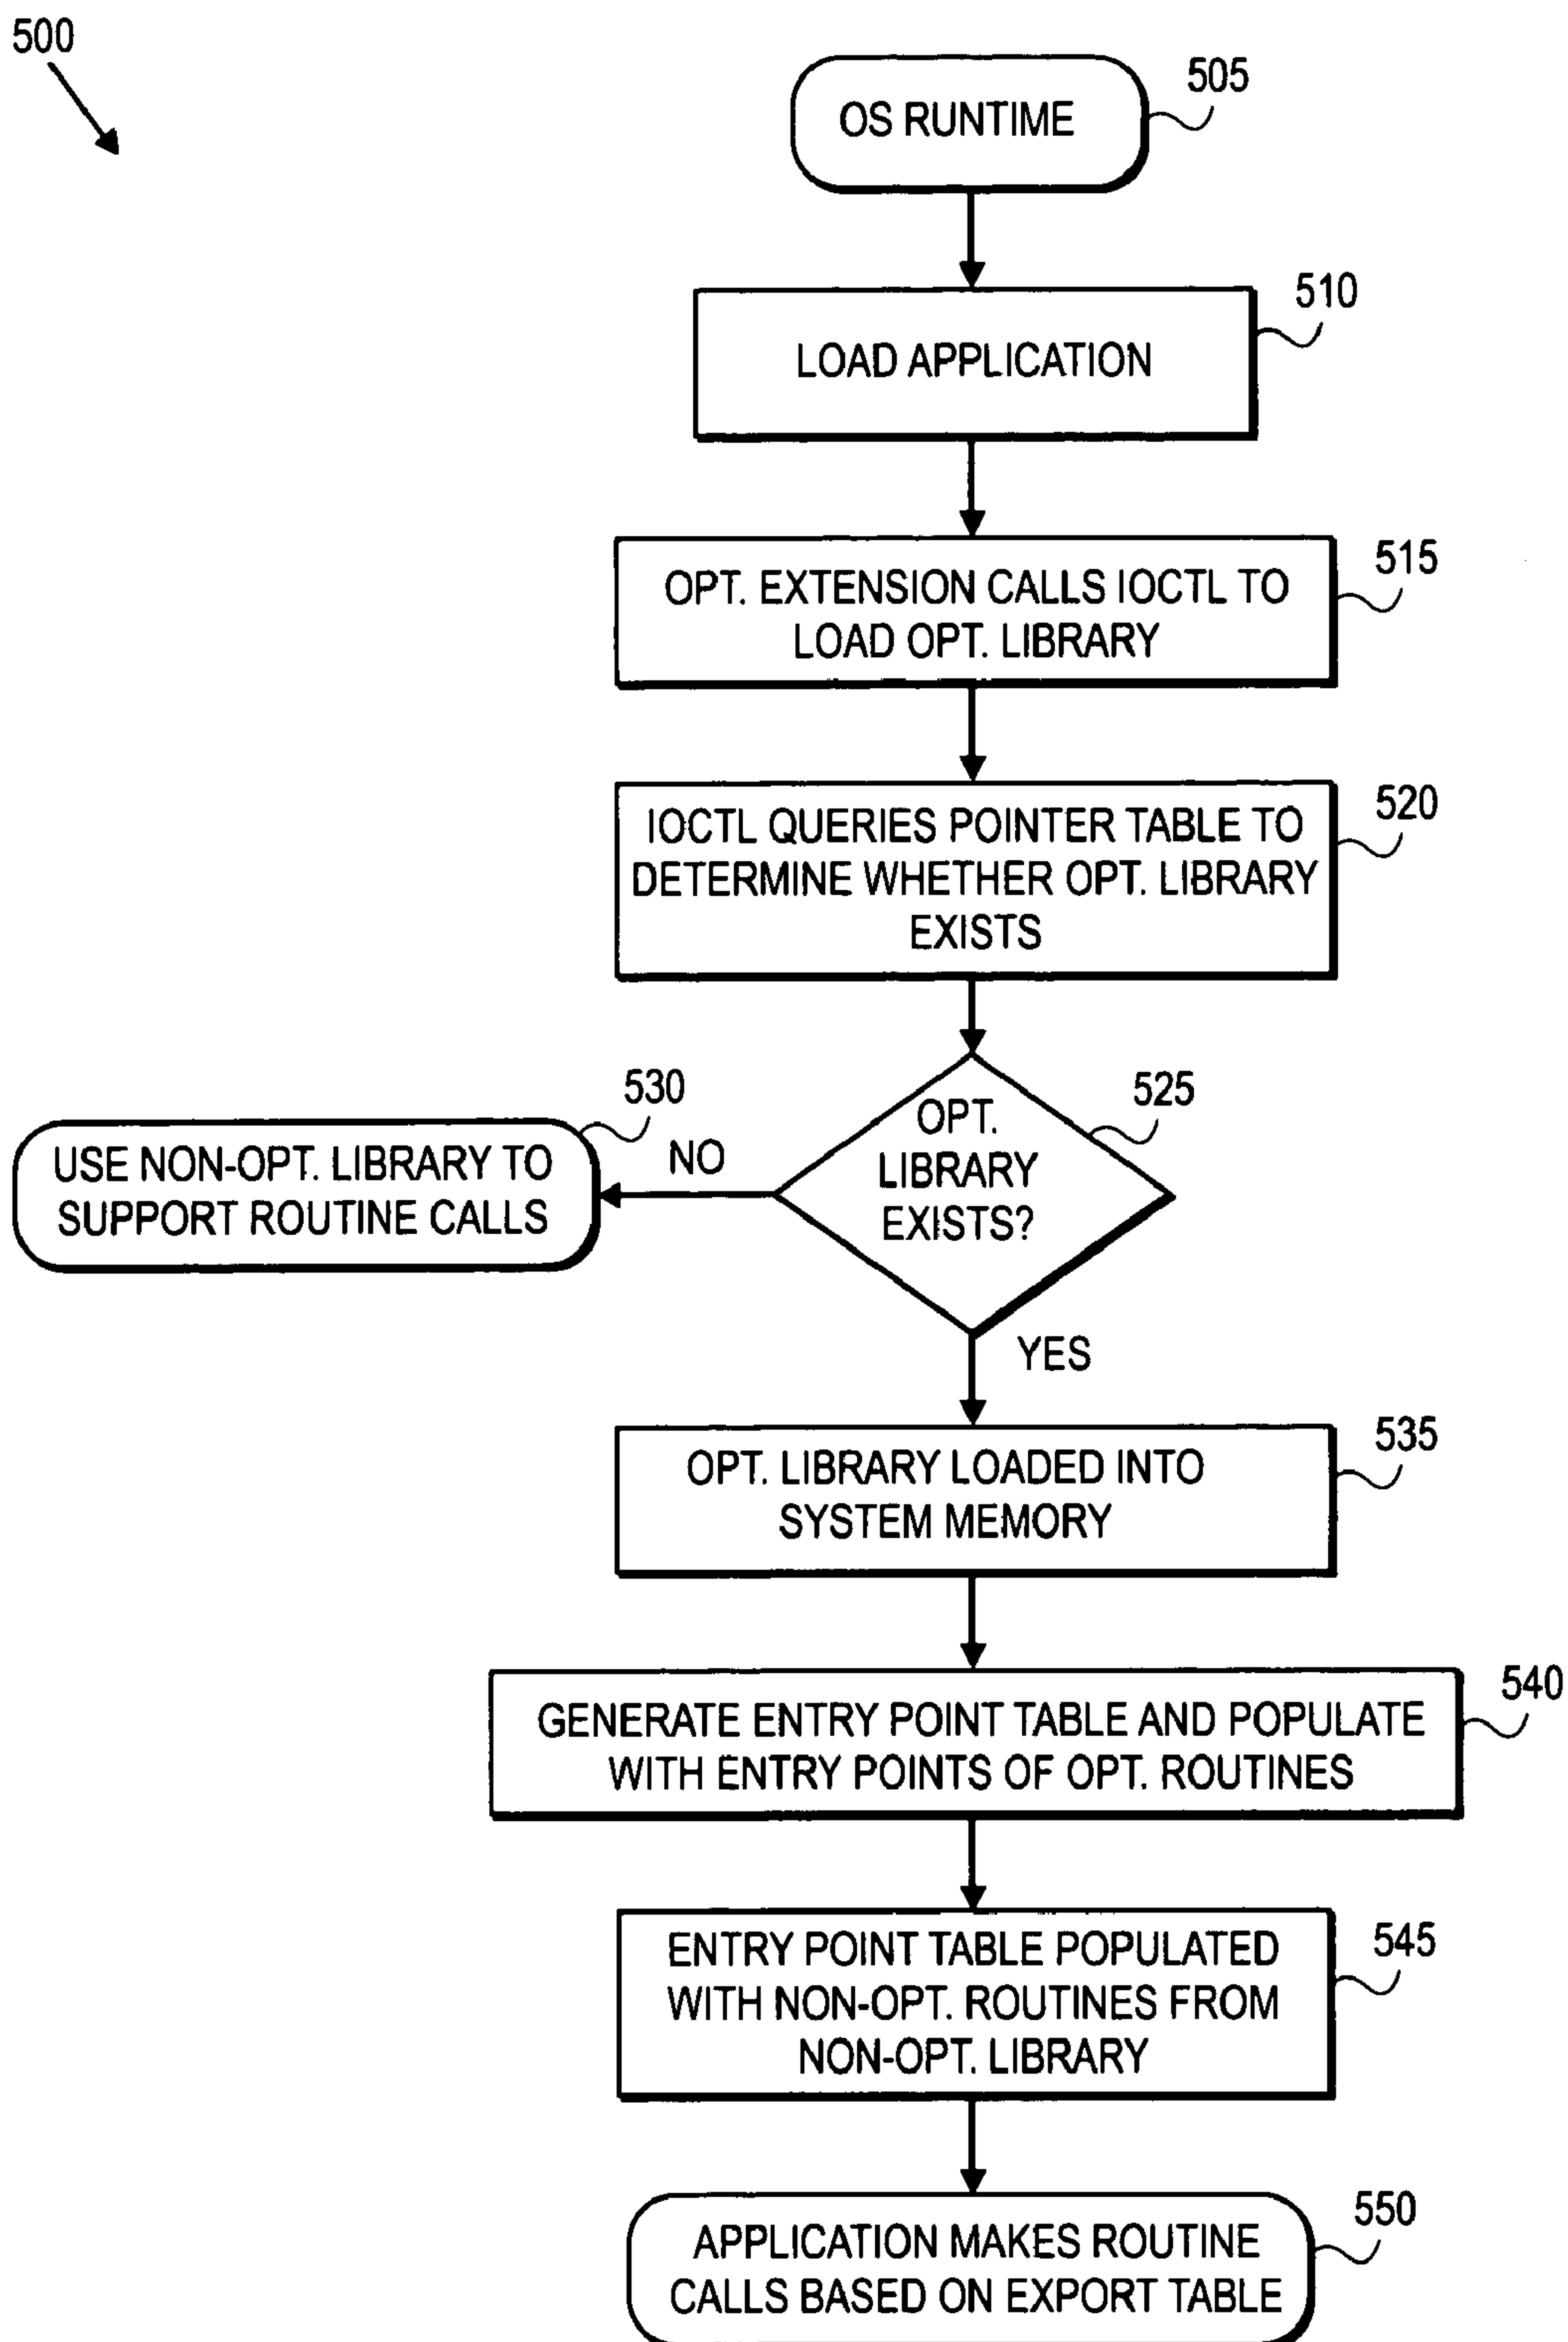 500
OS RUNTIME
505
LOAD APPLICATION
510
OPT. EXTENSION CALLS IOCTL TO
LOAD OPT. LIBRARY
515
IOCTL QUERIES POINTER TABLE TO
DETERMINE WHETHER OPT. LIBRARY
EXISTS
520
OPT.
LIBRARY
EXISTS?
525
NO
USE NON-OPT. LIBRARY TO
SUPPORT ROUTINE CALLS
530
YES
OPT. LIBRARY LOADED INTO
SYSTEM MEMORY
535
GENERATE ENTRY POINT TABLE AND POPULATE
WITH ENTRY POINTS OF OPT. ROUTINES
540
ENTRY POINT TABLE POPULATED
WITH NON-OPT. ROUTINES FROM
NON-OPT. LIBRARY
545
APPLICATION MAKES ROUTINE
CALLS BASED ON EXPORT TABLE
550